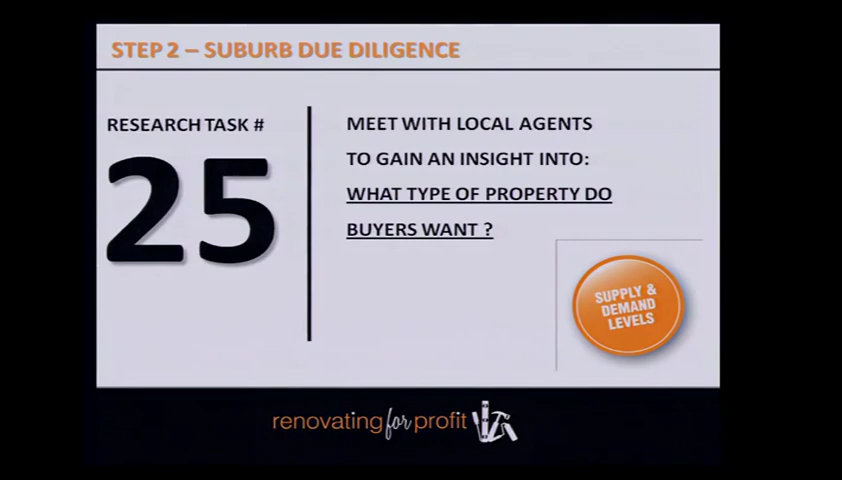 STEP 2 – SUBURB DUE DILIGENCE
RESEARCH TASK #
25
MEET WITH LOCAL AGENTS
TO GAIN AN INSIGHT INTO:
WHAT TYPE OF PROPERTY DO
BUYERS WANT ?
SUPPLY &
DEMAND
LEVELS
renovating for profit